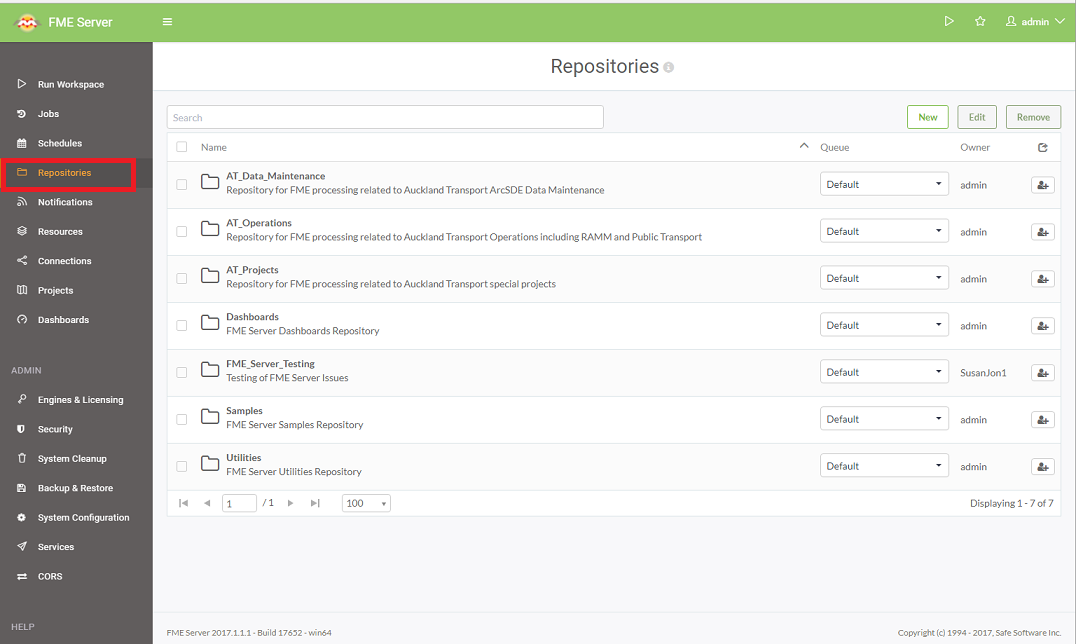 FME Server
admin
Run Workspace
Jobs
Schedules
Repositories
Notifications
Resources
Connections
Projects
Dashboards
ADMIN
Engines & Licensing
Security
System Cleanup
Backup & Restore
System Configuration
Services
CORS
HELP
Repositories
Search
New Edit Remove
Name Queue Owner
AT_Data_Maintenance
Repository for FME processing related to Auckland Transport ArcSDE Data Maintenance
Default admin
AT_Operations
Repository for FME processing related to Auckland Transport Operations including RAMM and Public Transport
Default admin
AT_Projects
Repository for FME processing related to Auckland Transport special projects
Default admin
Dashboards
FME Server Dashboards Repository
Default admin
FME_Server_Testing
Testing of FME Server Issues
Default SusanJon1
Samples
FME Server Samples Repository
Default admin
Utilities
FME Server Utilities Repository
Default admin
1 / 1 100 Displaying 1 - 7 of 7
FME Server 2017.1.1.1 - Build 17652 - win64 Copyright (c) 1994 - 2017, Safe Software Inc.